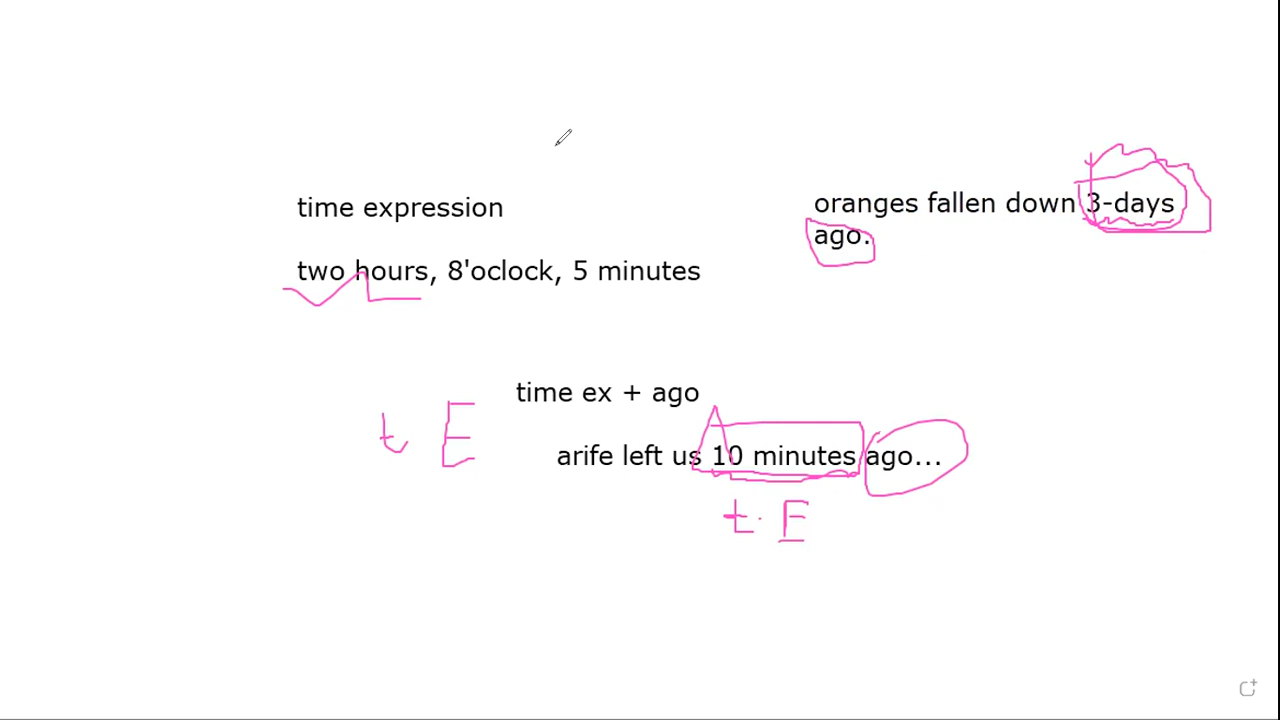 time expression
two hours, 8'oclock, 5 minutes
oranges fallen down 3-days
ago.
time ex + ago
t E
arife left us 10 minutes ago...
t. E